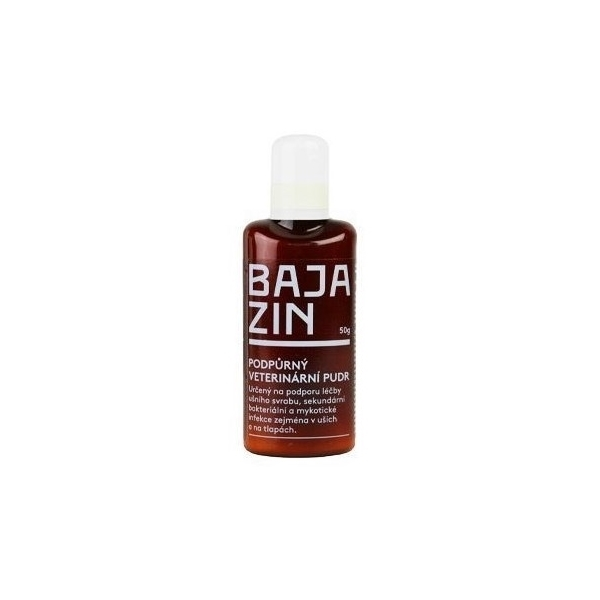 BAJA
ZIN
50g
PODPŮRNÝ
VETERINÁRNÍ PUDR
Určený na podporu léčby
ušního svrabu, sekundární
bakteriální a mykotické
infekce zejména v uších
a na tlapách.